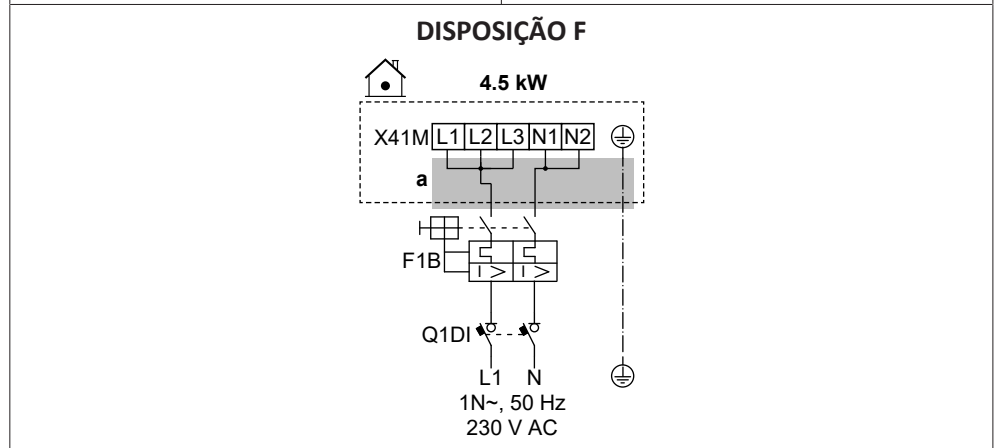 DISPOSIÇÃO F
4.5 kW
X41M L1 L2 L3 N1 N2
a
F1B
I > I >
Q1DI
L1 N
1N~, 50 Hz
230 V AC